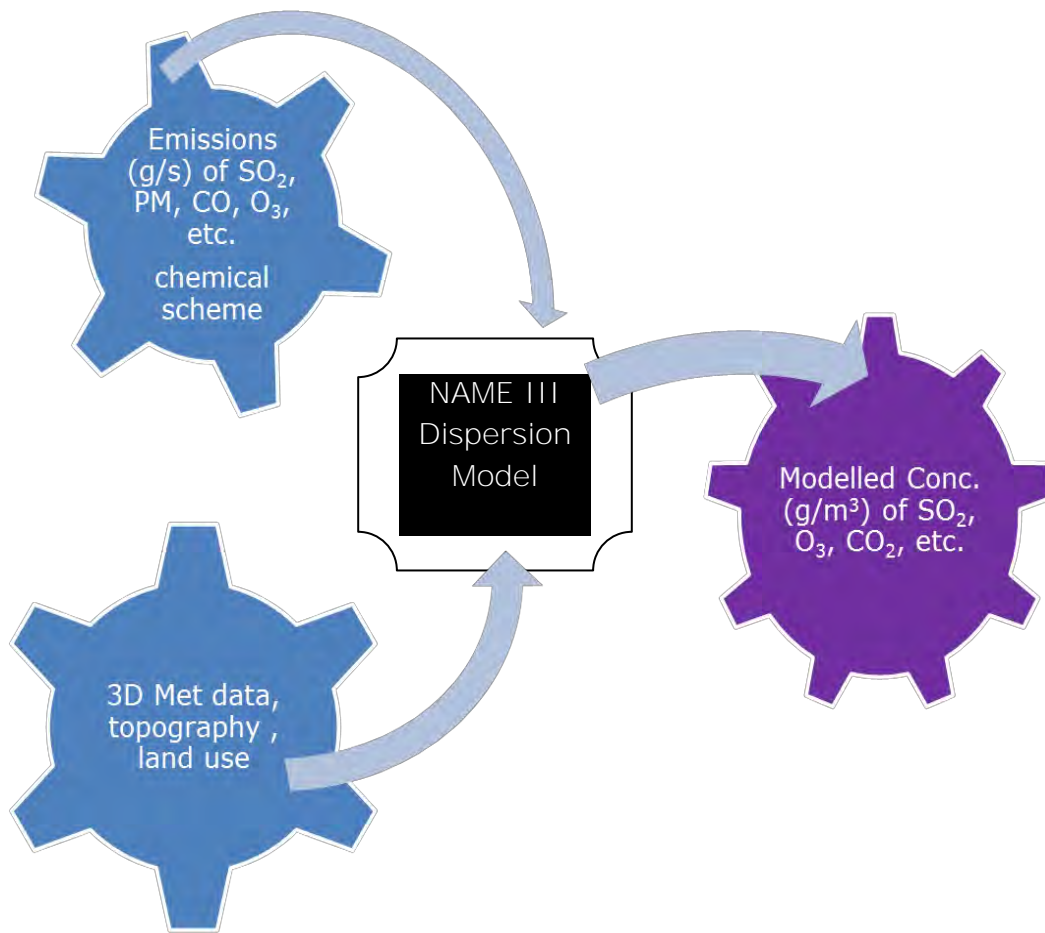 Emissions
(g/s) of SO₂,
PM, CO, O₃,
etc.
chemical
scheme
NAME III
Dispersion
Model
Modelled Conc.
(g/m³) of SO₂,
O₃, CO₂, etc.
3D Met data,
topography ,
land use